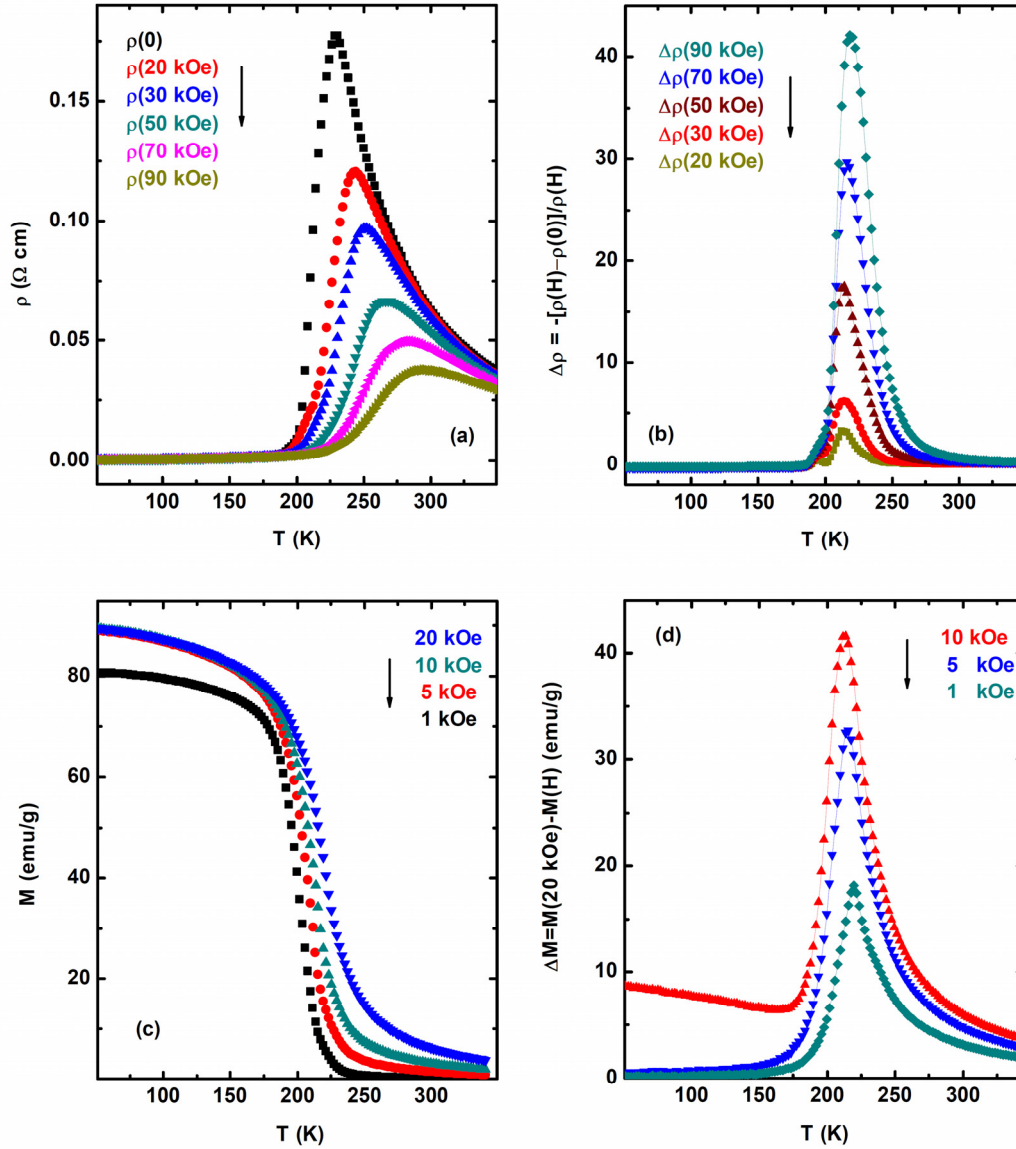 ρ(0)
ρ(20 kOe)
ρ(30 kOe)
ρ(50 kOe)
ρ(70 kOe)
ρ(90 kOe)
0.15
0.10
0.05
0.00
ρ (Ω cm)
(a)
100 150 200 250 300
T (K)
Δρ(90 kOe)
Δρ(70 kOe)
Δρ(50 kOe)
Δρ(30 kOe)
Δρ(20 kOe)
40
30
20
10
0
Δρ = -[ρ(H)−ρ(0)]/ρ(H)
(b)
100 150 200 250 300
T (K)
20 kOe
10 kOe
5 kOe
1 kOe
80
60
40
20
M (emu/g)
(c)
100 150 200 250 300
T (K)
(d)
10 kOe
5 kOe
1 kOe
40
30
20
10
0
ΔM=M(20 kOe)-M(H) (emu/g)
100 150 200 250 300
T (K)